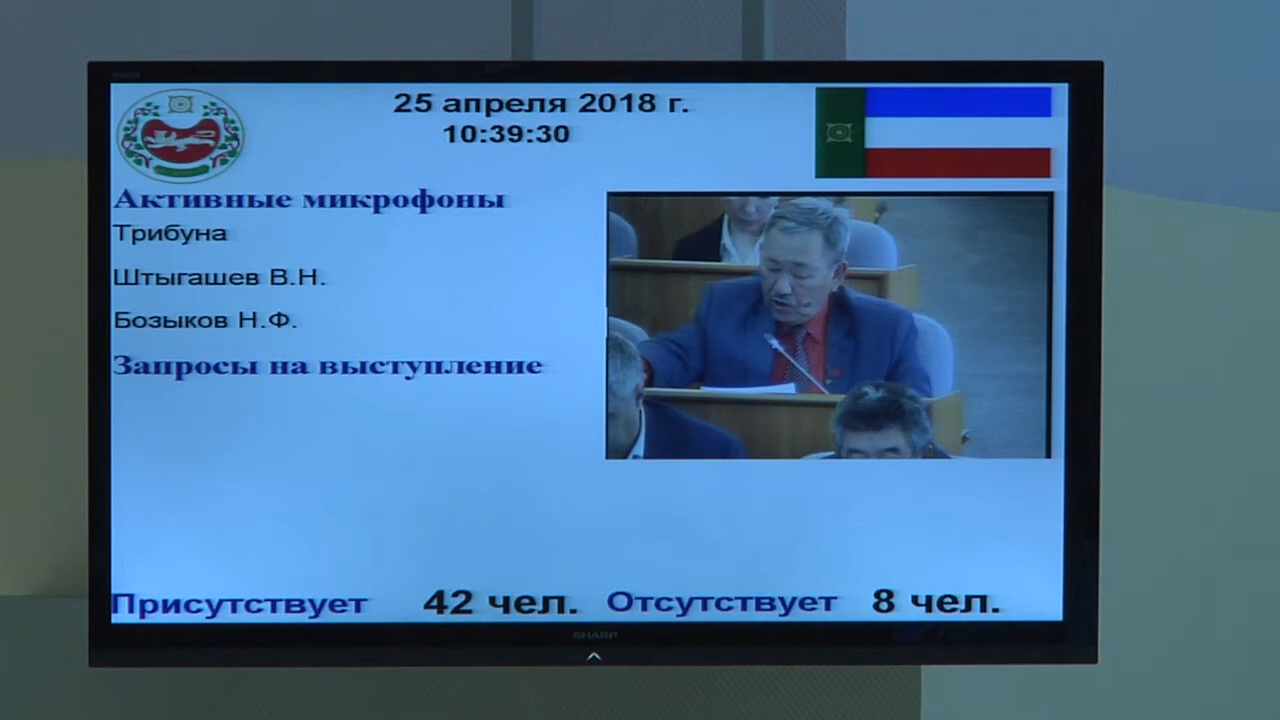 25 апреля 2018 г.
10:39:30
Активные микрофоны
Трибуна
Штыгашев В.Н.
Бозыков Н.Ф.
Запросы на выступление
Присутствует 42 чел. Отсутствует 8 чел.
SHARP